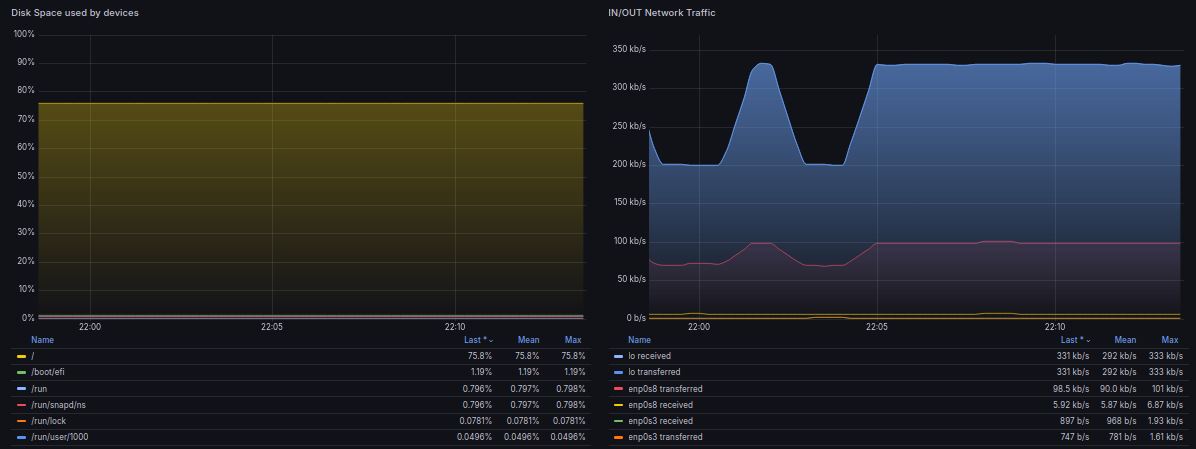 Disk Space used by devices
100%
90%
80%
70%
60%
50%
40%
30%
20%
10%
0%
22:00 22:05 22:10
Name Last * Mean Max
/ 75.8% 75.8% 75.8%
/boot/efi 1.19% 1.19% 1.19%
/run 0.796% 0.797% 0.798%
/run/snapd/ns 0.796% 0.797% 0.798%
/run/lock 0.0781% 0.0781% 0.0781%
/run/user/1000 0.0496% 0.0496% 0.0496%
IN/OUT Network Traffic
350 kb/s
300 kb/s
250 kb/s
200 kb/s
150 kb/s
100 kb/s
50 kb/s
0 b/s
22:00 22:05 22:10
Name Last * Mean Max
lo received 331 kb/s 292 kb/s 333 kb/s
lo transferred 331 kb/s 292 kb/s 333 kb/s
enp0s8 transferred 98.5 kb/s 90.0 kb/s 101 kb/s
enp0s8 received 5.92 kb/s 5.87 kb/s 6.87 kb/s
enp0s3 received 897 b/s 968 b/s 1.93 kb/s
enp0s3 transferred 747 b/s 781 b/s 1.61 kb/s